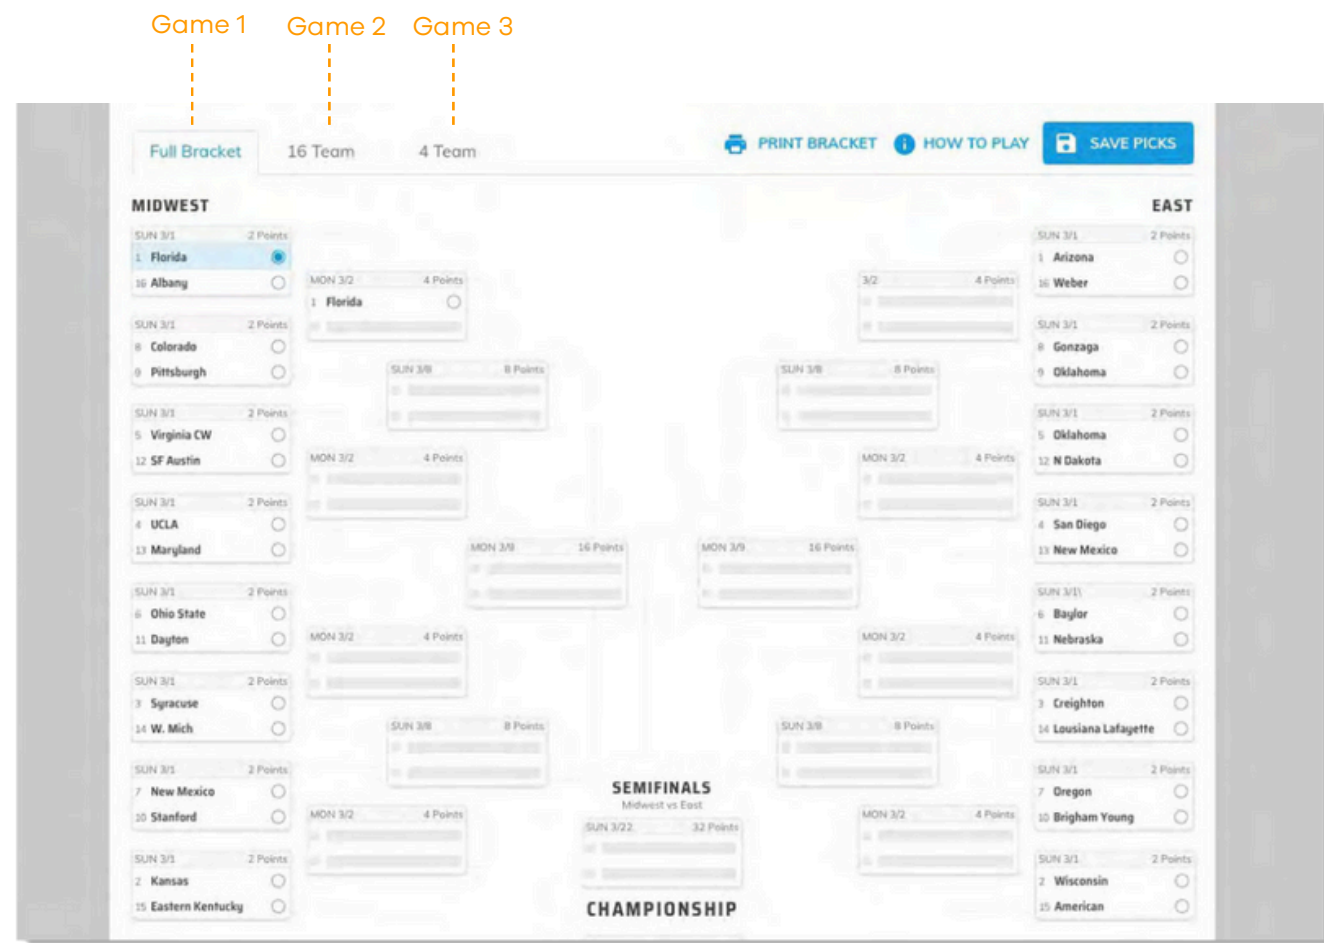 Game 1 Game 2 Game 3
Full Bracket 16 Team 4 Team PRINT BRACKET HOW TO PLAY SAVE PICKS
MIDWEST
SUN 3/1 2 Points
1 Florida
16 Albany
SUN 3/1 2 Points
8 Colorado
9 Pittsburgh
SUN 3/1 2 Points
5 Virginia CW
12 SF Austin
SUN 3/1 2 Points
4 UCLA
13 Maryland
SUN 3/1 2 Points
6 Ohio State
11 Dayton
SUN 3/1 2 Points
3 Syracuse
14 W. Mich
SUN 3/1 2 Points
7 New Mexico
10 Stanford
SUN 3/1 2 Points
2 Kansas
15 Eastern Kentucky
MON 3/2 4 Points
1 Florida
MON 3/2 4 Points
MON 3/2 4 Points
MON 3/2 4 Points
SUN 3/8 8 Points
SUN 3/8 8 Points
MON 3/9 16 Points
SEMIFINALS
Midwest vs East
SUN 3/22 32 Points
CHAMPIONSHIP
MON 3/9 16 Points
SUN 3/8 8 Points
SUN 3/8 8 Points
3/2 4 Points
MON 3/2 4 Points
MON 3/2 4 Points
MON 3/2 4 Points
EAST
SUN 3/1 2 Points
1 Arizona
16 Weber
SUN 3/1 2 Points
8 Gonzaga
9 Oklahoma
SUN 3/1 2 Points
5 Oklahoma
12 N Dakota
SUN 3/1 2 Points
4 San Diego
13 New Mexico
SUN 3/1\ 2 Points
6 Baylor
11 Nebraska
SUN 3/1 2 Points
3 Creighton
14 Lousiana Lafayette
SUN 3/1 2 Points
7 Oregon
10 Brigham Young
SUN 3/1 2 Points
2 Wisconsin
15 American